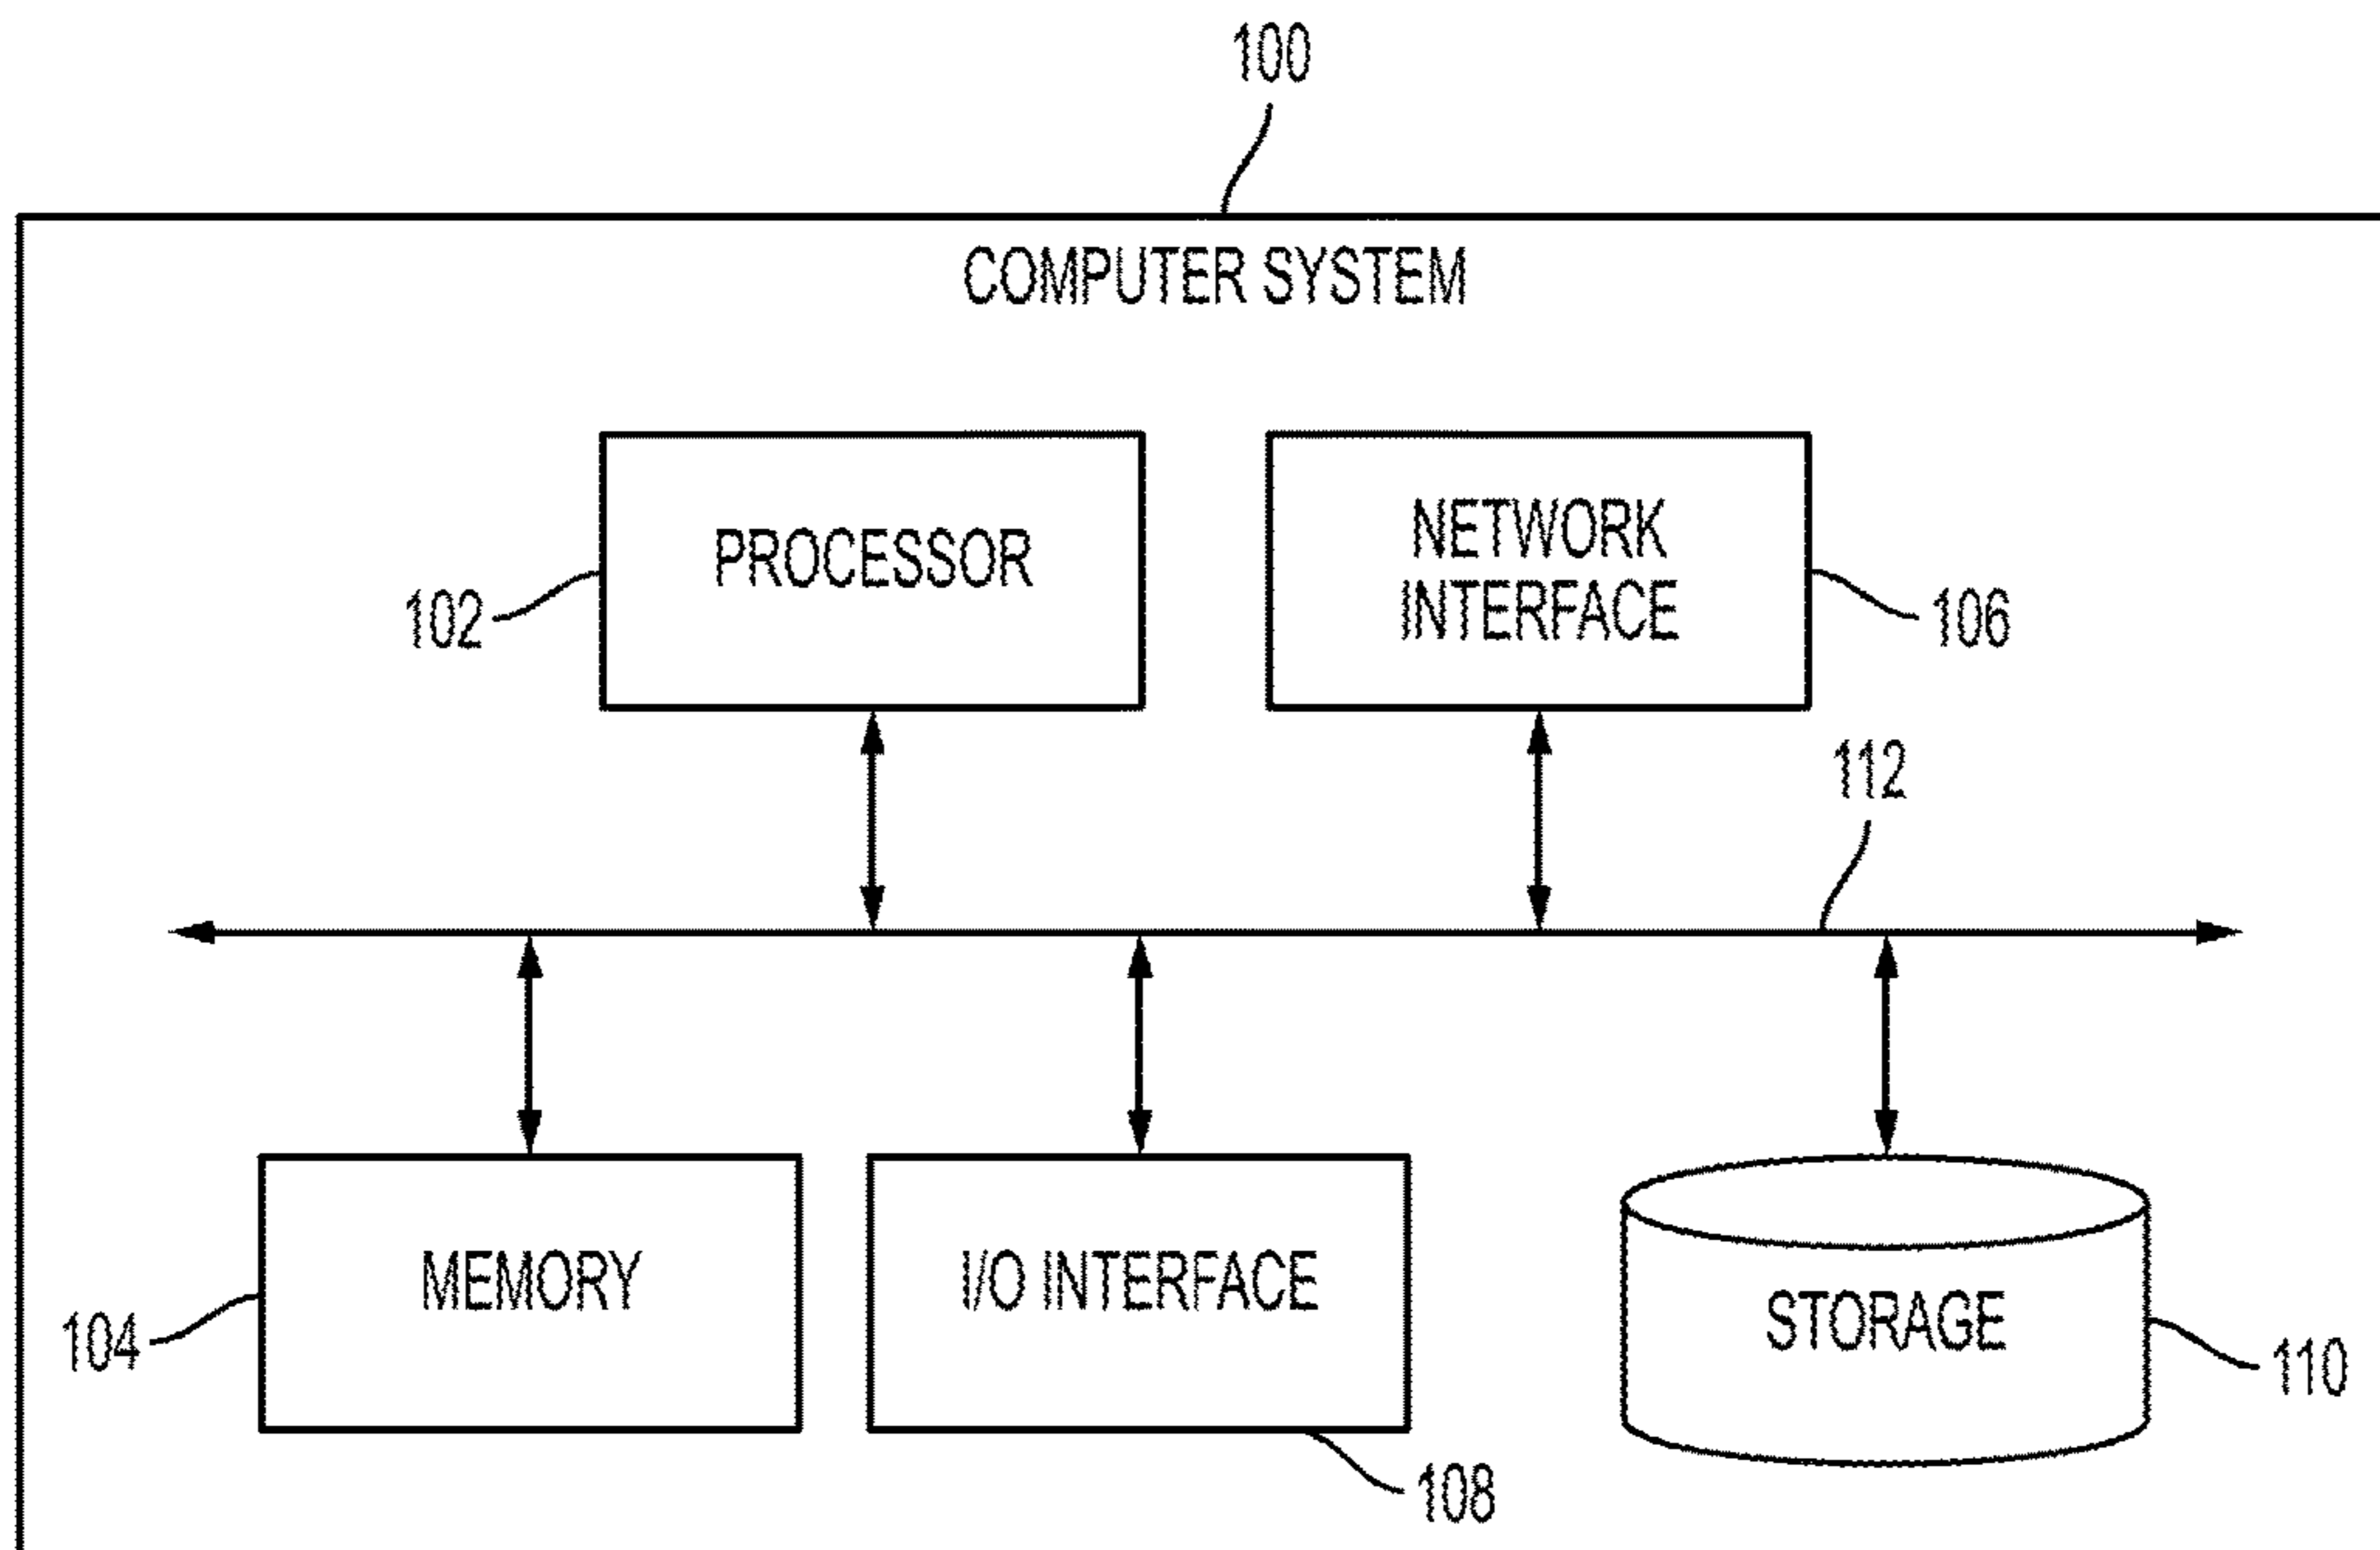 100
COMPUTER SYSTEM
PROCESSOR
NETWORK
INTERFACE
102
106
112
MEMORY
I/O INTERFACE
STORAGE
104
110
108